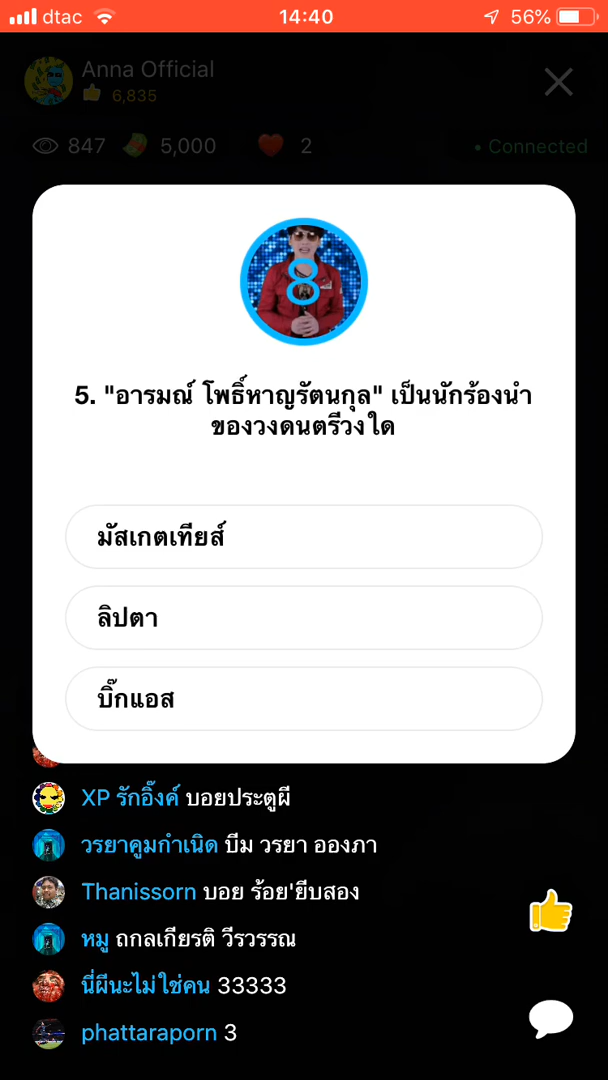 dtac 14:40 56%
Anna Official
6,835
847 5,000 2 • Connected
8
5. "อารมณ์ โพธิ์หาญรัตนกุล" เป็นนักร้องนำ
ของวงดนตรีวงใด
มัสเกตเทียส์
ลิปตา
บิ๊กแอส
XP รักอิ๊งค์ บอยประตูผี
วรยาคูมกำเนิด บีม วรยา อองภา
Thanissorn บอย ร้อย'ยีบสอง
หมู ถกลเกียรติ วีรวรรณ
นี่ผีนะไม่ใช่คน 33333
phattaraporn 3